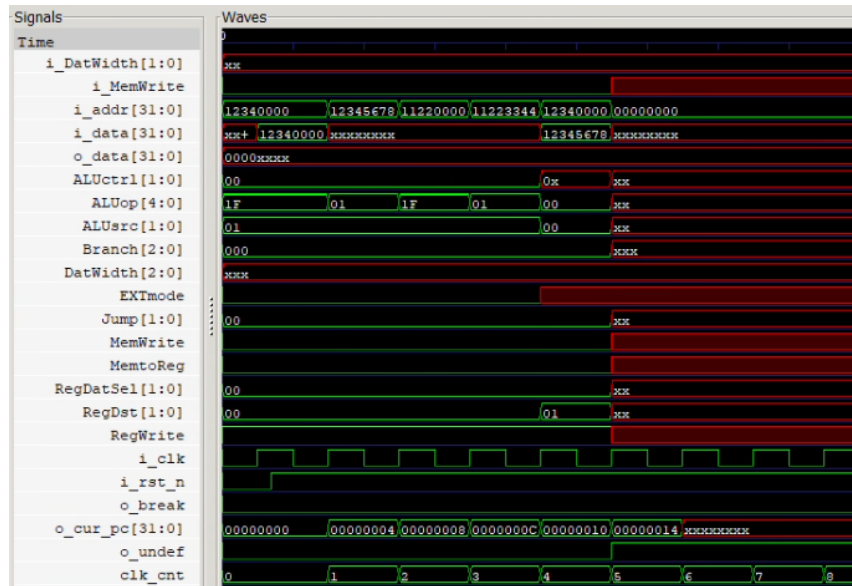 Signals Waves
Time 0
i_DatWidth[1:0] xx
i_MemWrite
i_addr[31:0] 12340000 12345678 11220000 11223344 12340000 00000000
i_data[31:0] xx+ 12340000 xxxxxxxx 12345678 xxxxxxxx
o_data[31:0] 0000xxxx
ALUctrl[1:0] 00 0x xx
ALUop[4:0] 1F 01 1F 01 00 xx
ALUsrc[1:0] 01 00 xx
Branch[2:0] 000 xxx
DatWidth[2:0] xxx
EXTmode
Jump[1:0] 00 xx
MemWrite
MemtoReg
RegDatSel[1:0] 00 xx
RegDst[1:0] 00 01 xx
RegWrite
i_clk
i_rst_n
o_break
o_cur_pc[31:0] 00000000 00000004 00000008 0000000C 00000010 00000014 xxxxxxxx
o_undef
clk_cnt 0 1 2 3 4 5 6 7 8